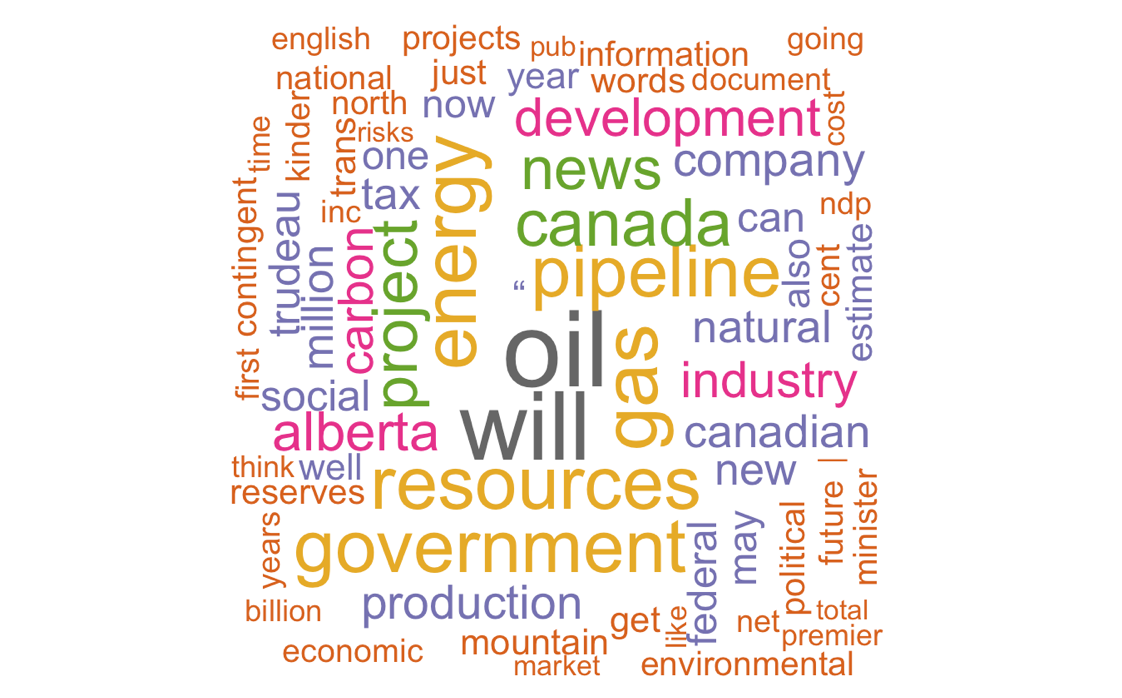 english
projects
pub
information
going
national
just
year
words
document
kinder
north
now
development
cost
time
trans
risks
one
energy
news
company
contingent
trudeau
inc
tax
canada
can
ndp
million
carbon
project
“
pipeline
also
cent
estimate
first
oil
gas
natural
social
industry
alberta
will
canadian
think
well
resources
new
|
reserves
years
government
federal
may
political
future
minister
billion
production
get
like
net
total
economic
mountain
premier
market
environmental